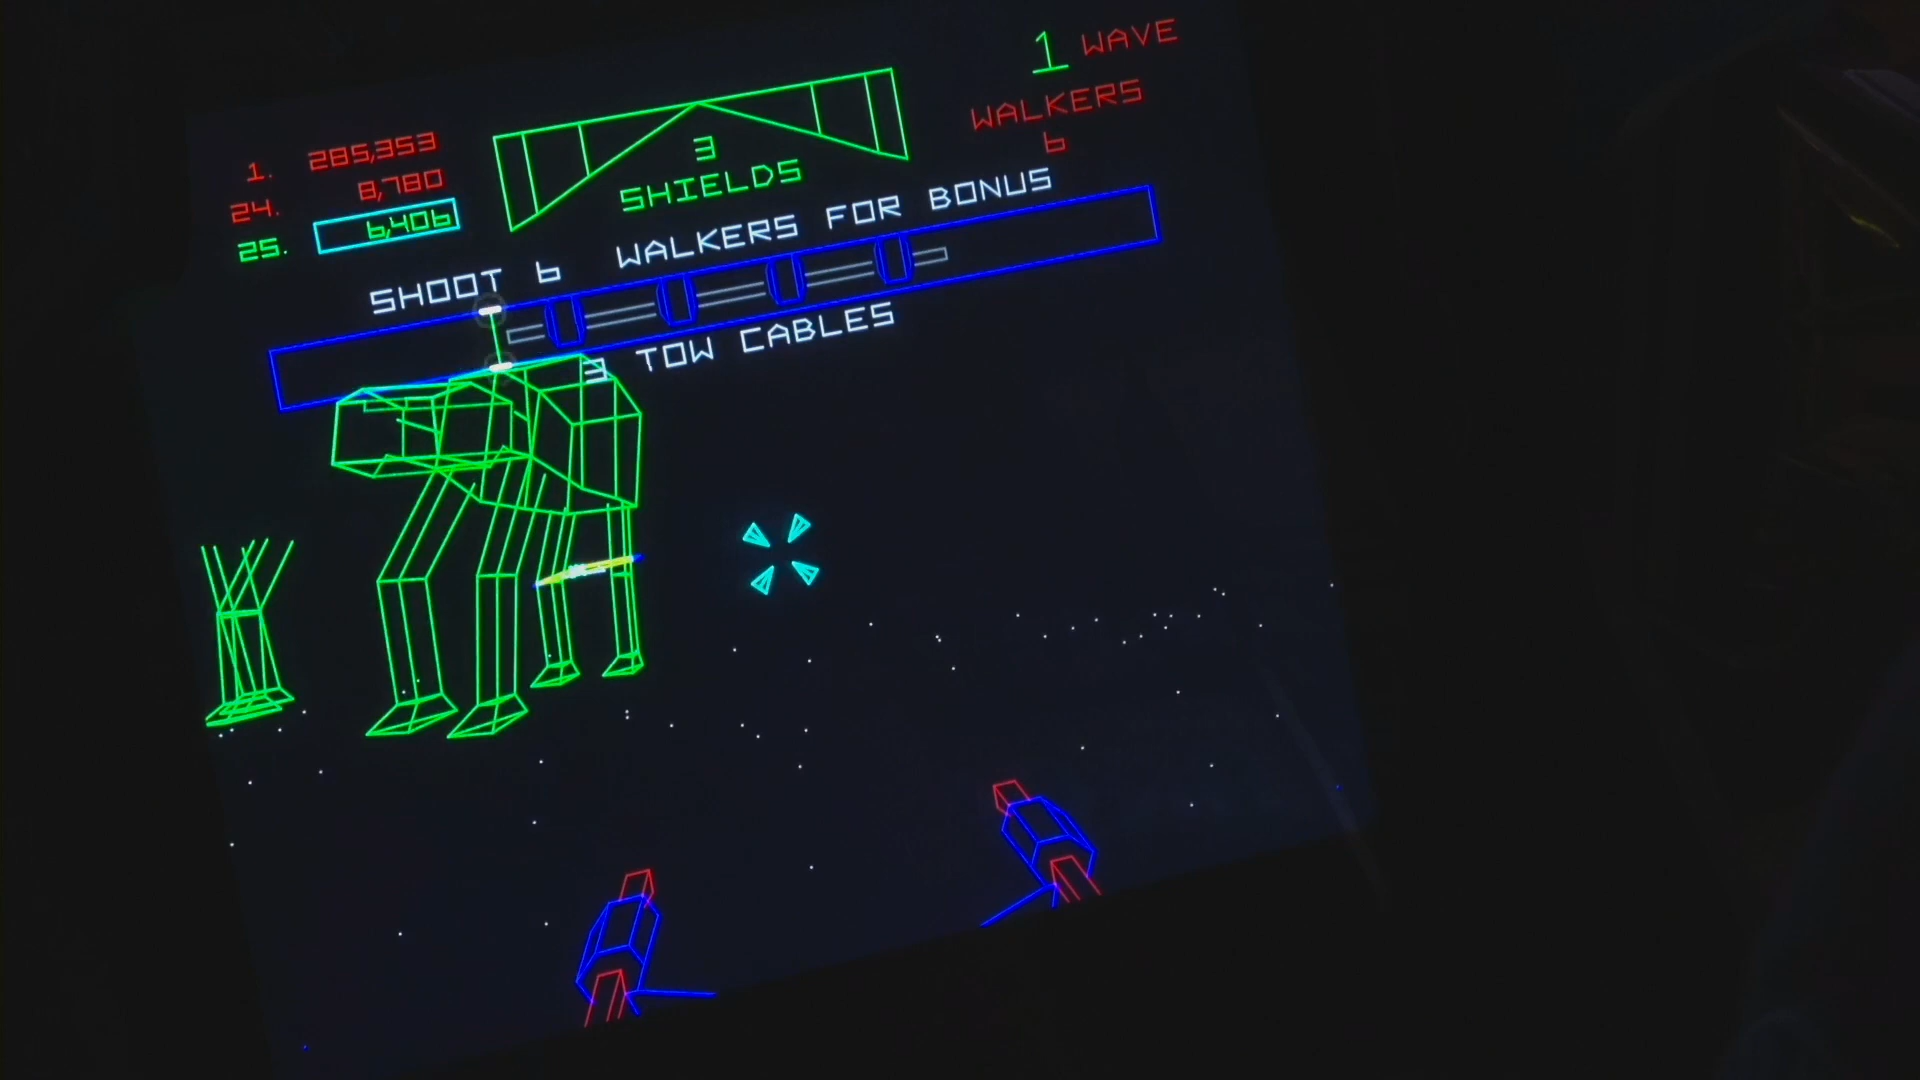 1 WAVE
1. 285,353
WALKERS
3
6
24. 8,780
SHIELDS
25. 6,406
SHOOT 6 WALKERS FOR BONUS
3 TOW CABLES